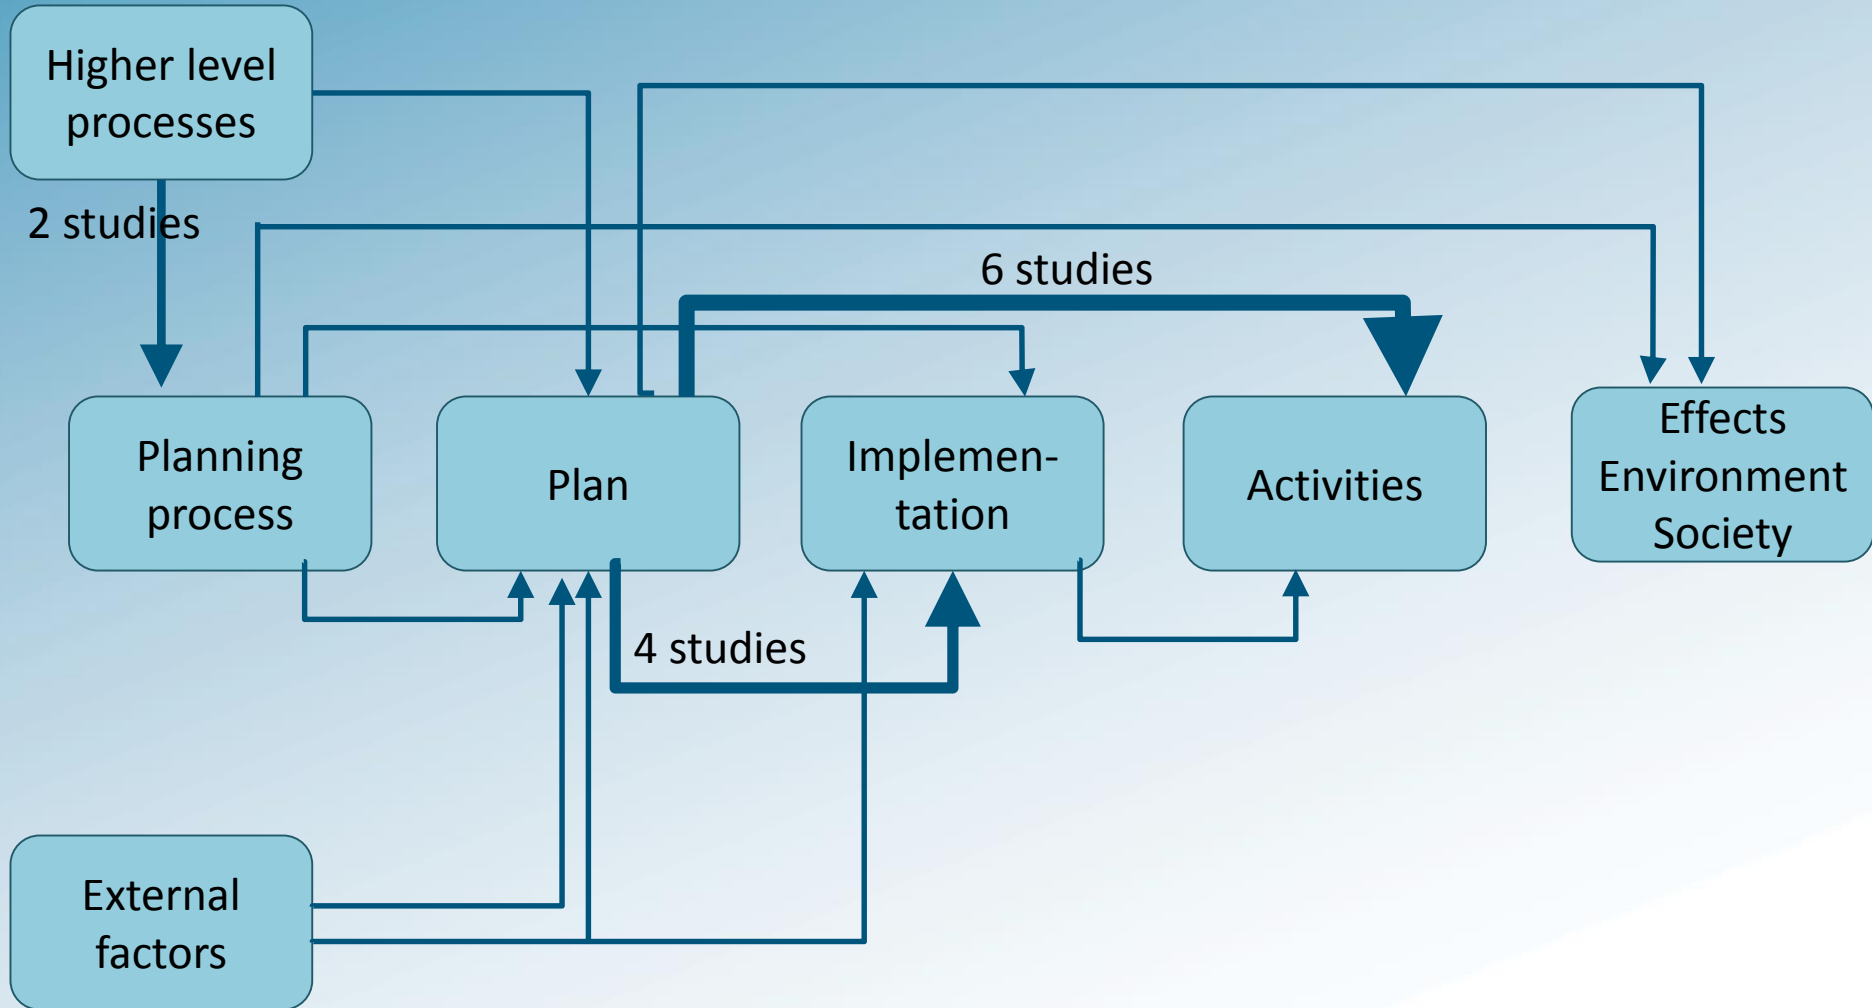 Higher level
processes
2 studies
6 studies
Planning
process
Plan
Implemen-
tation
Activities
Effects
Environment
Society
4 studies
External
factors